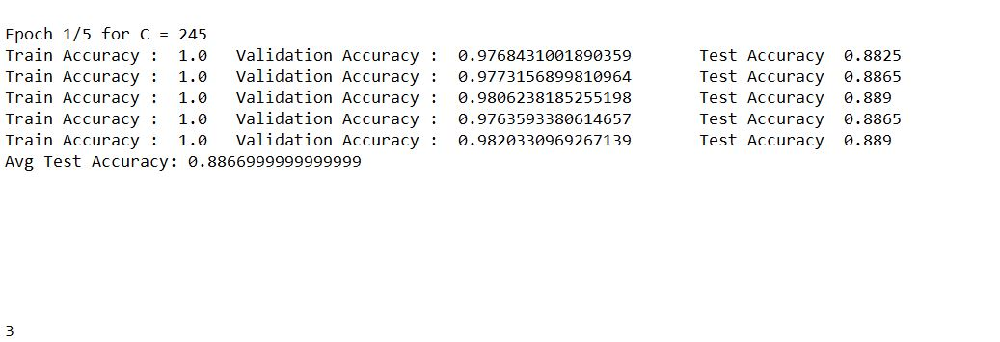 Epoch 1/5 for C = 245
Train Accuracy :  1.0   Validation Accuracy :  0.9768431001890359       Test Accuracy  0.8825
Train Accuracy :  1.0   Validation Accuracy :  0.9773156899810964       Test Accuracy  0.8865
Train Accuracy :  1.0   Validation Accuracy :  0.9806238185255198       Test Accuracy  0.889
Train Accuracy :  1.0   Validation Accuracy :  0.9763593380614657       Test Accuracy  0.8865
Train Accuracy :  1.0   Validation Accuracy :  0.9820330969267139       Test Accuracy  0.889
Avg Test Accuracy: 0.8866999999999999
3